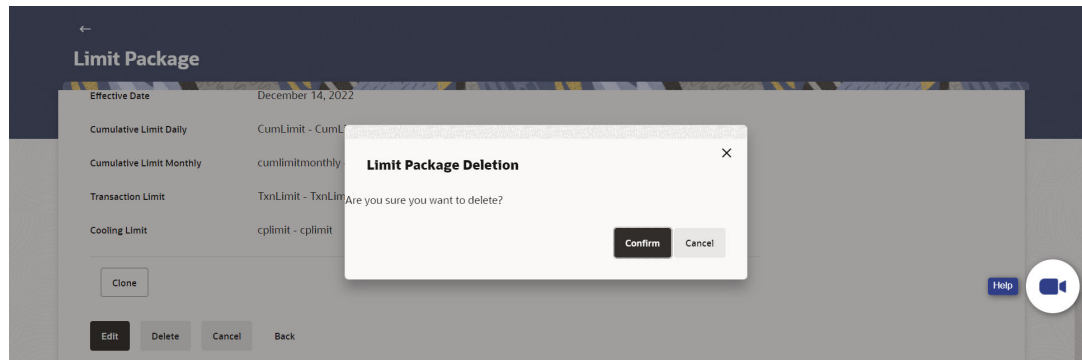 ←
Limit Package
Effective Date December 14, 2022
Cumulative Limit Daily CumLimit -
Cumulative Limit Monthly cumlimitmonthly
Transaction Limit TxnLimit -
Cooling Limit cplimit - cplimit
Limit Package Deletion
Are you sure you want to delete?
Confirm Cancel
Clone
Help
Edit Delete Cancel Back